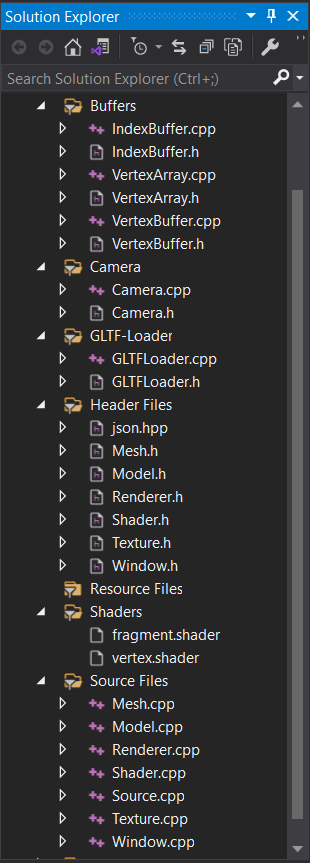 Solution Explorer
Search Solution Explorer (Ctrl+;)
Buffers
IndexBuffer.cpp
IndexBuffer.h
VertexArray.cpp
VertexArray.h
VertexBuffer.cpp
VertexBuffer.h
Camera
Camera.cpp
Camera.h
GLTF-Loader
GLTFLoader.cpp
GLTFLoader.h
Header Files
json.hpp
Mesh.h
Model.h
Renderer.h
Shader.h
Texture.h
Window.h
Resource Files
Shaders
fragment.shader
vertex.shader
Source Files
Mesh.cpp
Model.cpp
Renderer.cpp
Shader.cpp
Source.cpp
Texture.cpp
Window.cpp